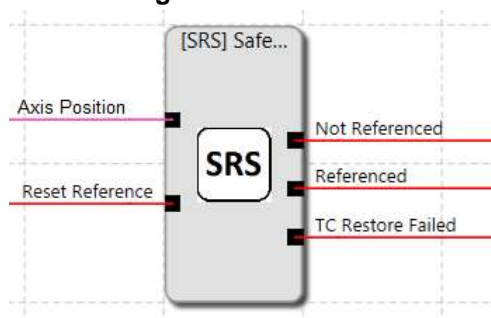 [SRS] Safe...
Axis Position
Not Referenced
SRS
Referenced
Reset Reference
TC Restore Failed